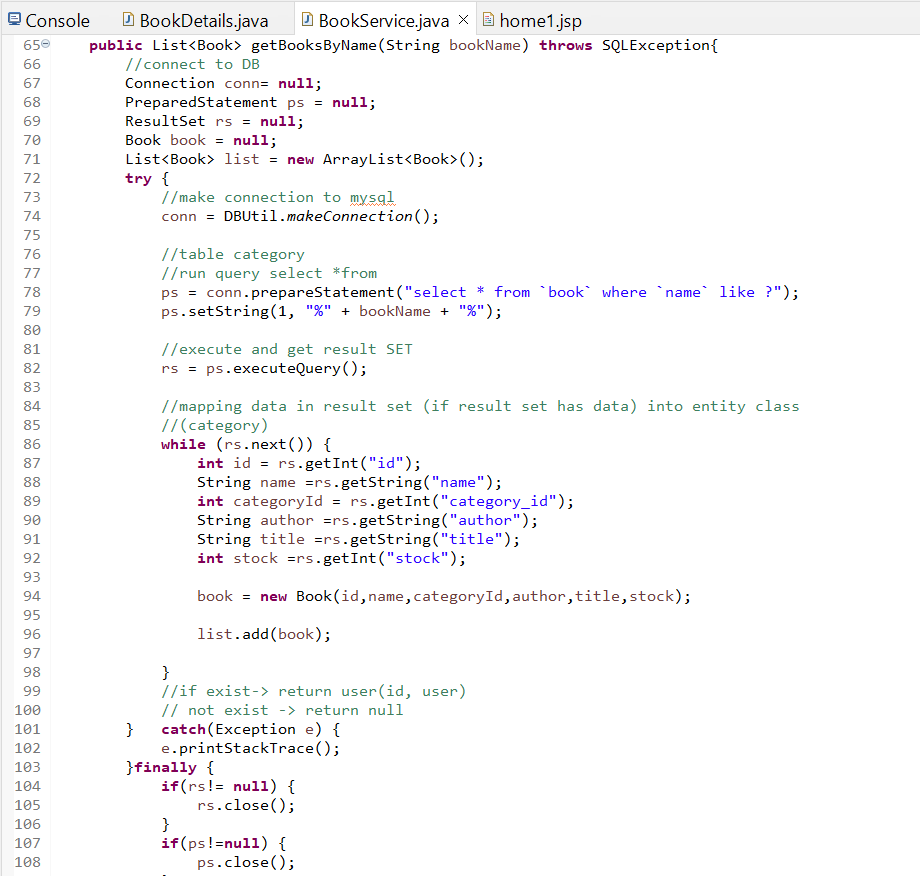 Console BookDetails.java BookService.java home1.jsp
65 public List<Book> getBooksByName(String bookName) throws SQLException{
66 //connect to DB
67 Connection conn= null;
68 PreparedStatement ps = null;
69 ResultSet rs = null;
70 Book book = null;
71 List<Book> list = new ArrayList<Book>();
72 try {
73 //make connection to mysql
74 conn = DBUtil.makeConnection();
75
76 //table category
77 //run query select *from
78 ps = conn.prepareStatement("select * from `book` where `name` like ?");
79 ps.setString(1, "%" + bookName + "%");
80
81 //execute and get result SET
82 rs = ps.executeQuery();
83
84 //mapping data in result set (if result set has data) into entity class
85 //(category)
86 while (rs.next()) {
87 int id = rs.getInt("id");
88 String name =rs.getString("name");
89 int categoryId = rs.getInt("category_id");
90 String author =rs.getString("author");
91 String title =rs.getString("title");
92 int stock =rs.getInt("stock");
93
94 book = new Book(id,name,categoryId,author,title,stock);
95
96 list.add(book);
97
98 }
99 //if exist-> return user(id, user)
100 // not exist -> return null
101 } catch(Exception e) {
102 e.printStackTrace();
103 }finally {
104 if(rs!= null) {
105 rs.close();
106 }
107 if(ps!=null) {
108 ps.close();